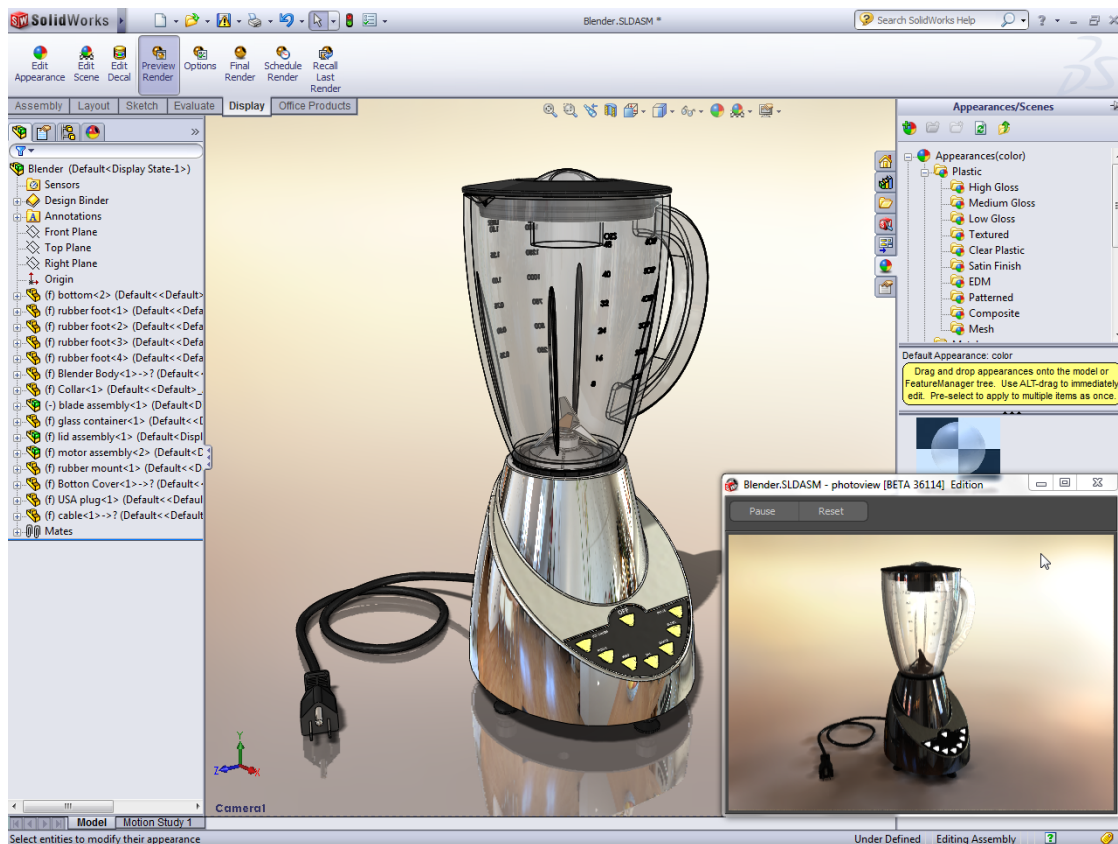 SolidWorks
Blender.SLDASM *
Search SolidWorks Help
Edit Appearance
Edit Scene
Edit Decal
Preview Render
Options
Final Render
Schedule Render
Recall Last Render
Assembly
Layout
Sketch
Evaluate
Display
Office Products
Blender (Default<Display State-1>)
Sensors
Design Binder
Annotations
Front Plane
Top Plane
Right Plane
Origin
(f) bottom<2> (Default<<Default>
(f) rubber foot<1> (Default<<Defa
(f) rubber foot<2> (Default<<Defa
(f) rubber foot<3> (Default<<Defa
(f) rubber foot<4> (Default<<Defa
(f) Blender Body<1>->? (Default<
(f) Collar<1> (Default<<Default>_
(-) blade assembly<1> (Default<D
(f) glass container<1> (Default<<D
(f) lid assembly<1> (Default<Displ
(f) motor assembly<2> (Default<D
(f) rubber mount<1> (Default<<D
(f) Botton Cover<1>->? (Default<
(f) USA plug<1> (Default<<Defaul
(f) cable<1>->? (Default<<Default
Mates
Model
Motion Study 1
Select entities to modify their appearance
OZS
48
40
32
24
16
8
OFF
Y
Z
X
Camera1
Appearances/Scenes
Appearances(color)
Plastic
High Gloss
Medium Gloss
Low Gloss
Textured
Clear Plastic
Satin Finish
EDM
Patterned
Composite
Mesh
Default Appearance: color
Drag and drop appearances onto the model or
FeatureManager tree. Use ALT-drag to immediately
edit. Pre-select to apply to multiple items as once.
Blender.SLDASM - photoview [BETA 36114] Edition
Pause
Reset
Under Defined
Editing Assembly